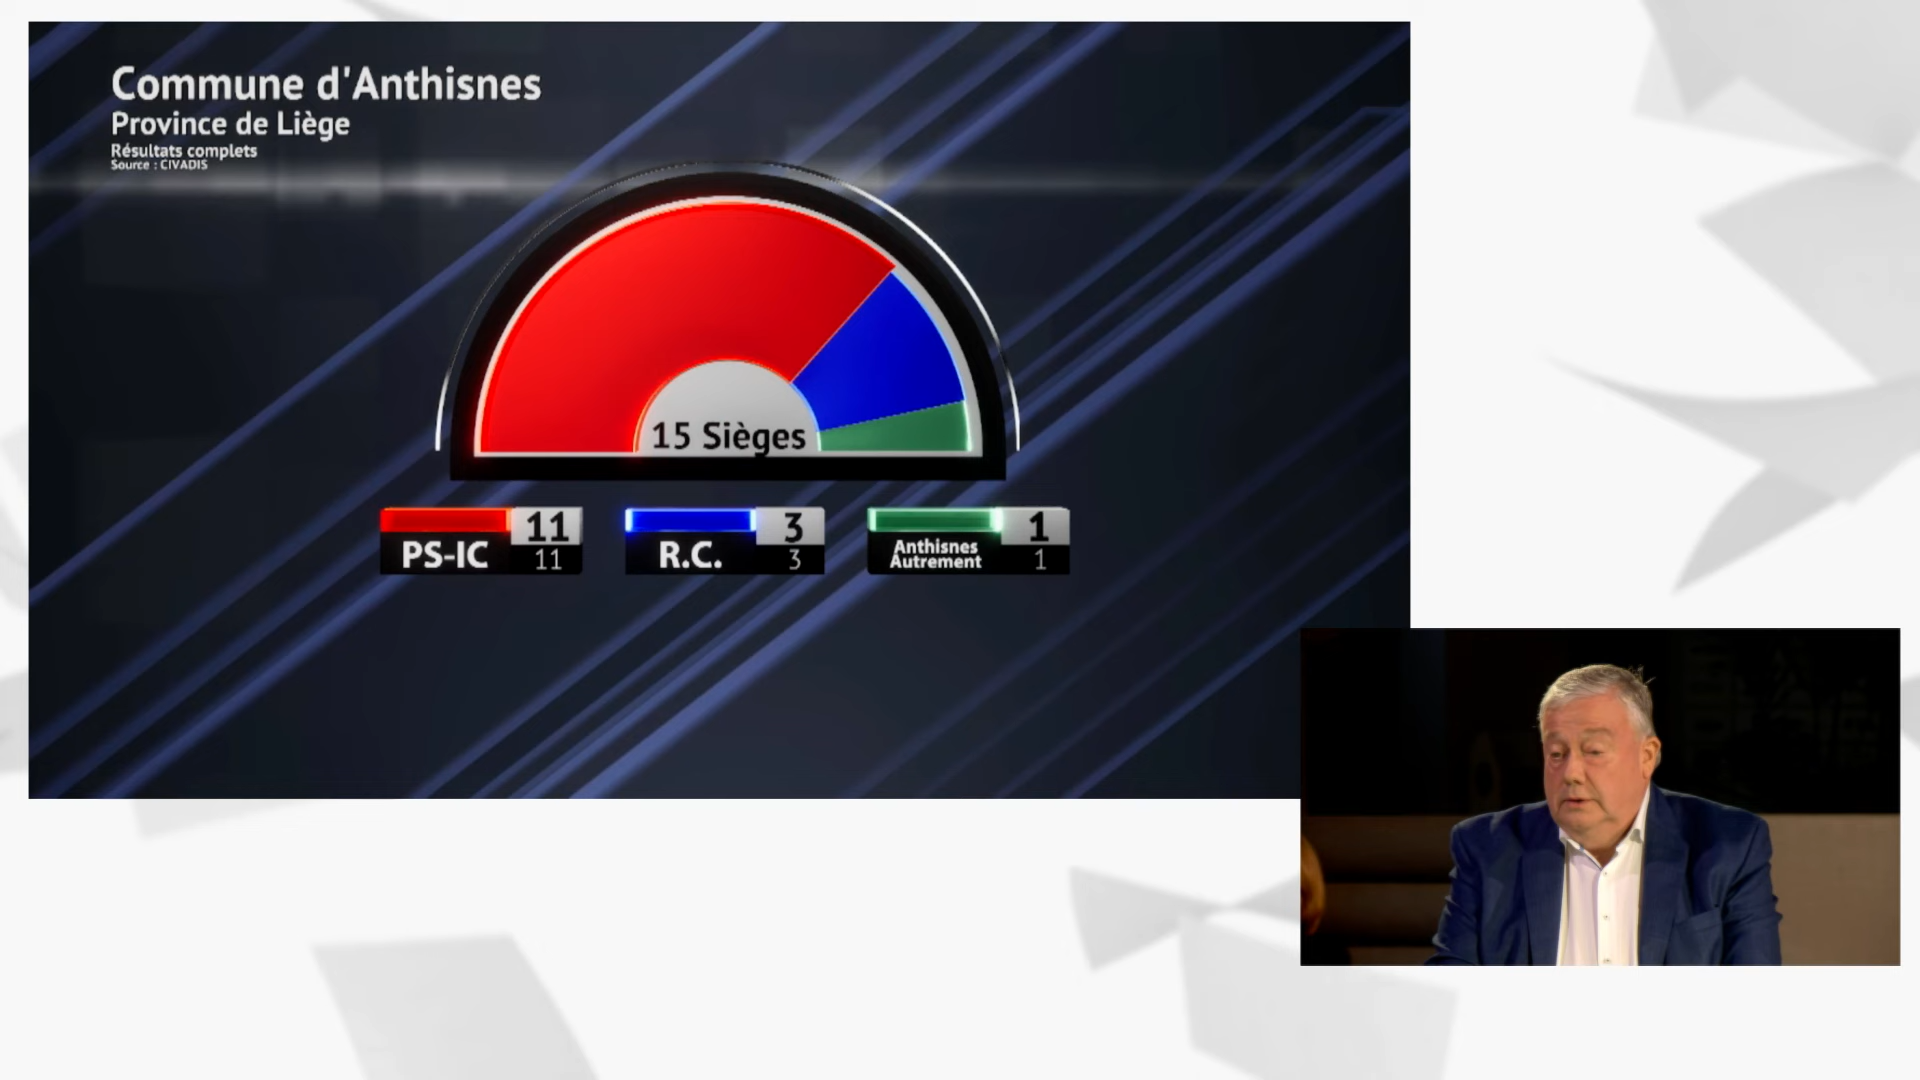 Commune d'Anthisnes
Province de Liège
Résultats complets
Source : CIVADIS
15 Sièges
PS-IC 11
11
R.C. 3
3
Anthisnes
Autrement
1
1